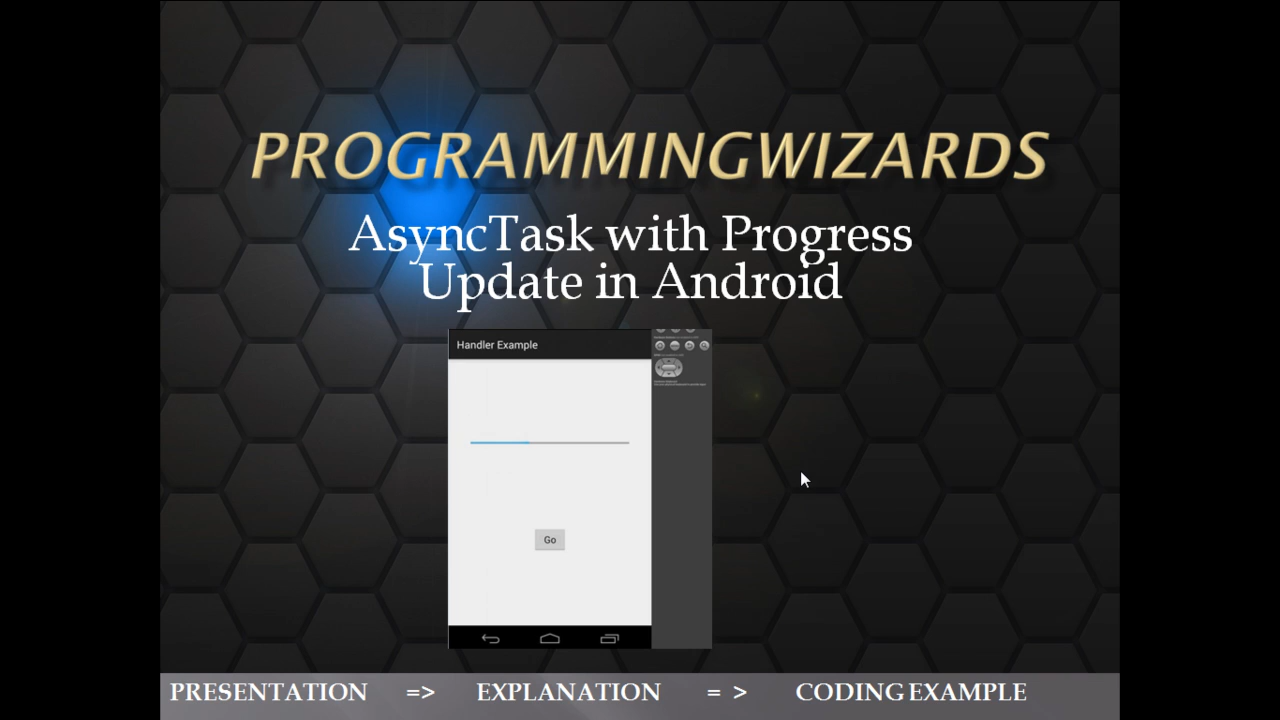 PROGRAMMINGWIZARDS
AsyncTask with Progress
Update in Android
Handler Example
Go
PRESENTATION => EXPLANATION = > CODING EXAMPLE